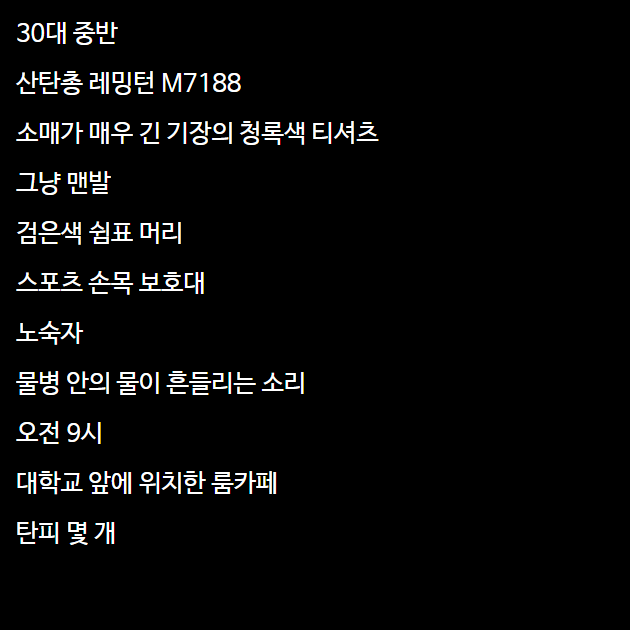 30대 중반
산탄총 레밍턴 M7188
소매가 매우 긴 기장의 청록색 티셔츠
그냥 맨발
검은색 쉼표 머리
스포츠 손목 보호대
노숙자
물병 안의 물이 흔들리는 소리
오전 9시
대학교 앞에 위치한 룸카페
탄피 몇 개